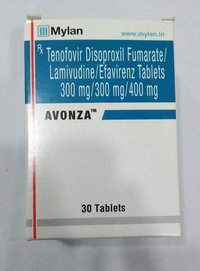 Mylan
www.mylan.in
Rx Tenofovir Disoproxil Fumarate/
Lamivudine/Efavirenz Tablets
300 mg/300 mg/400 mg
AVONZA™
30 Tablets